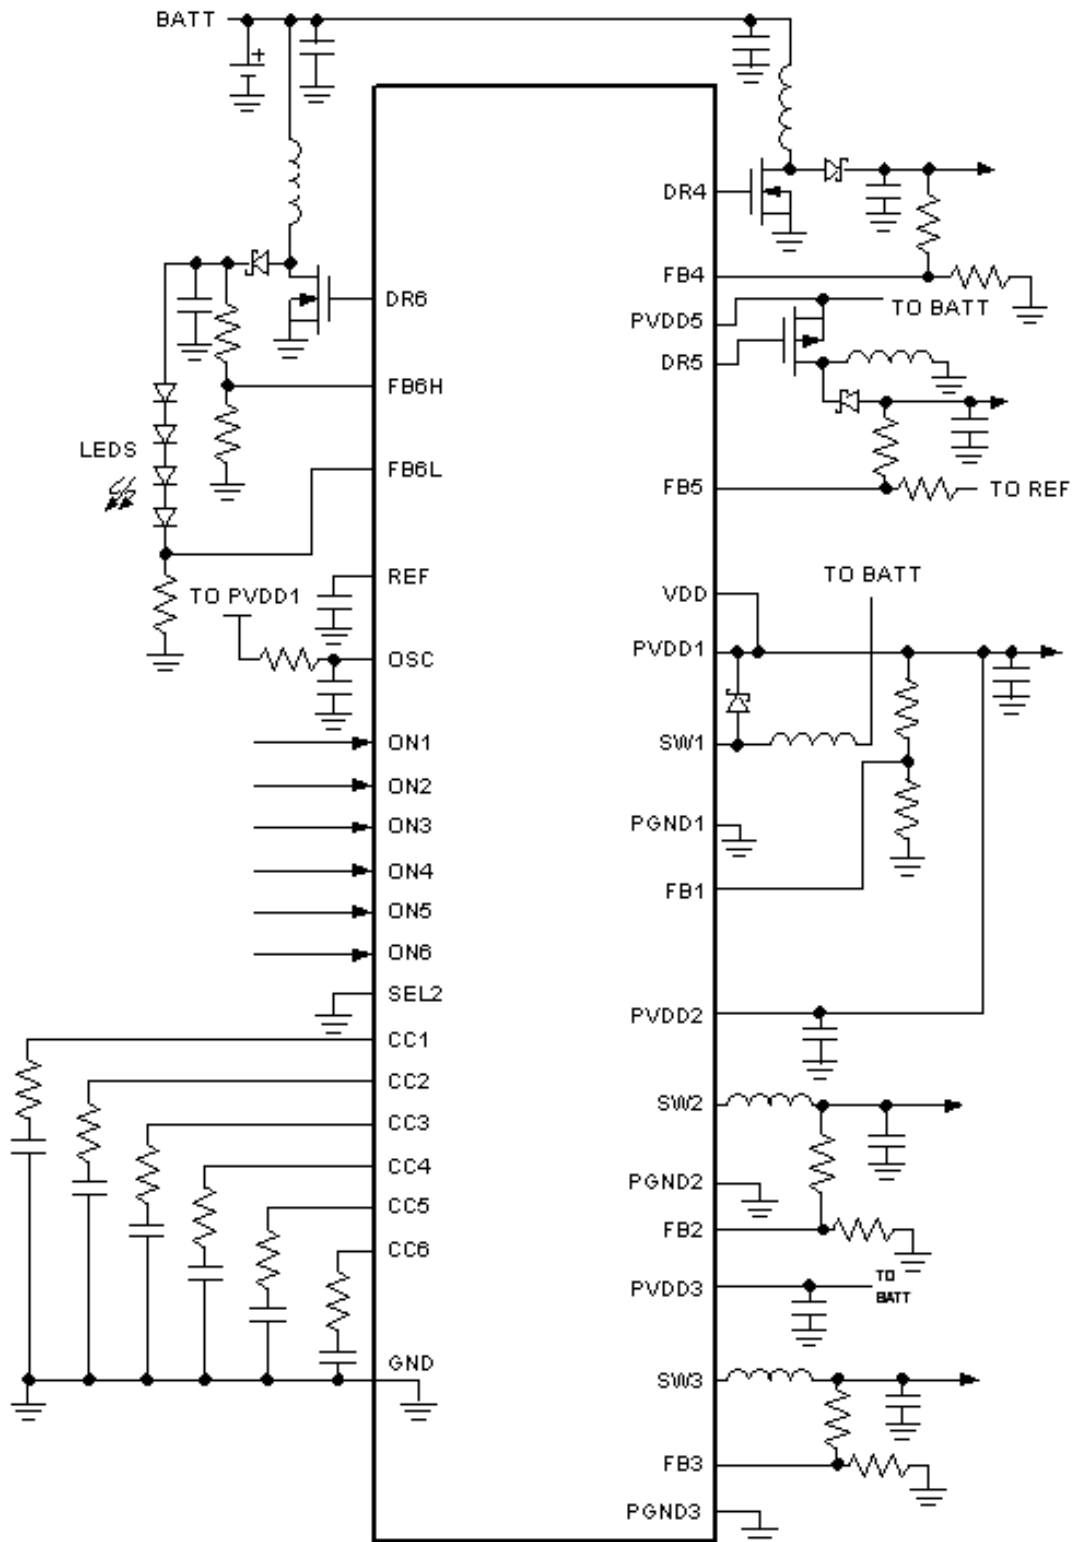 BATT
+
DR4
FB4
PVDD5
TO BATT
DR5
DR6
FB6H
LEDS
FB6L
FB5
TO REF
REF
TO PVDD1
OSC
VDD
TO BATT
PVDD1
SW1
ON1
ON2
ON3
ON4
ON5
ON6
PGND1
FB1
SEL2
PVDD2
CC1
CC2
CC3
CC4
CC5
CC6
GND
SW2
PGND2
FB2
PVDD3
TO
BATT
SW3
FB3
PGND3